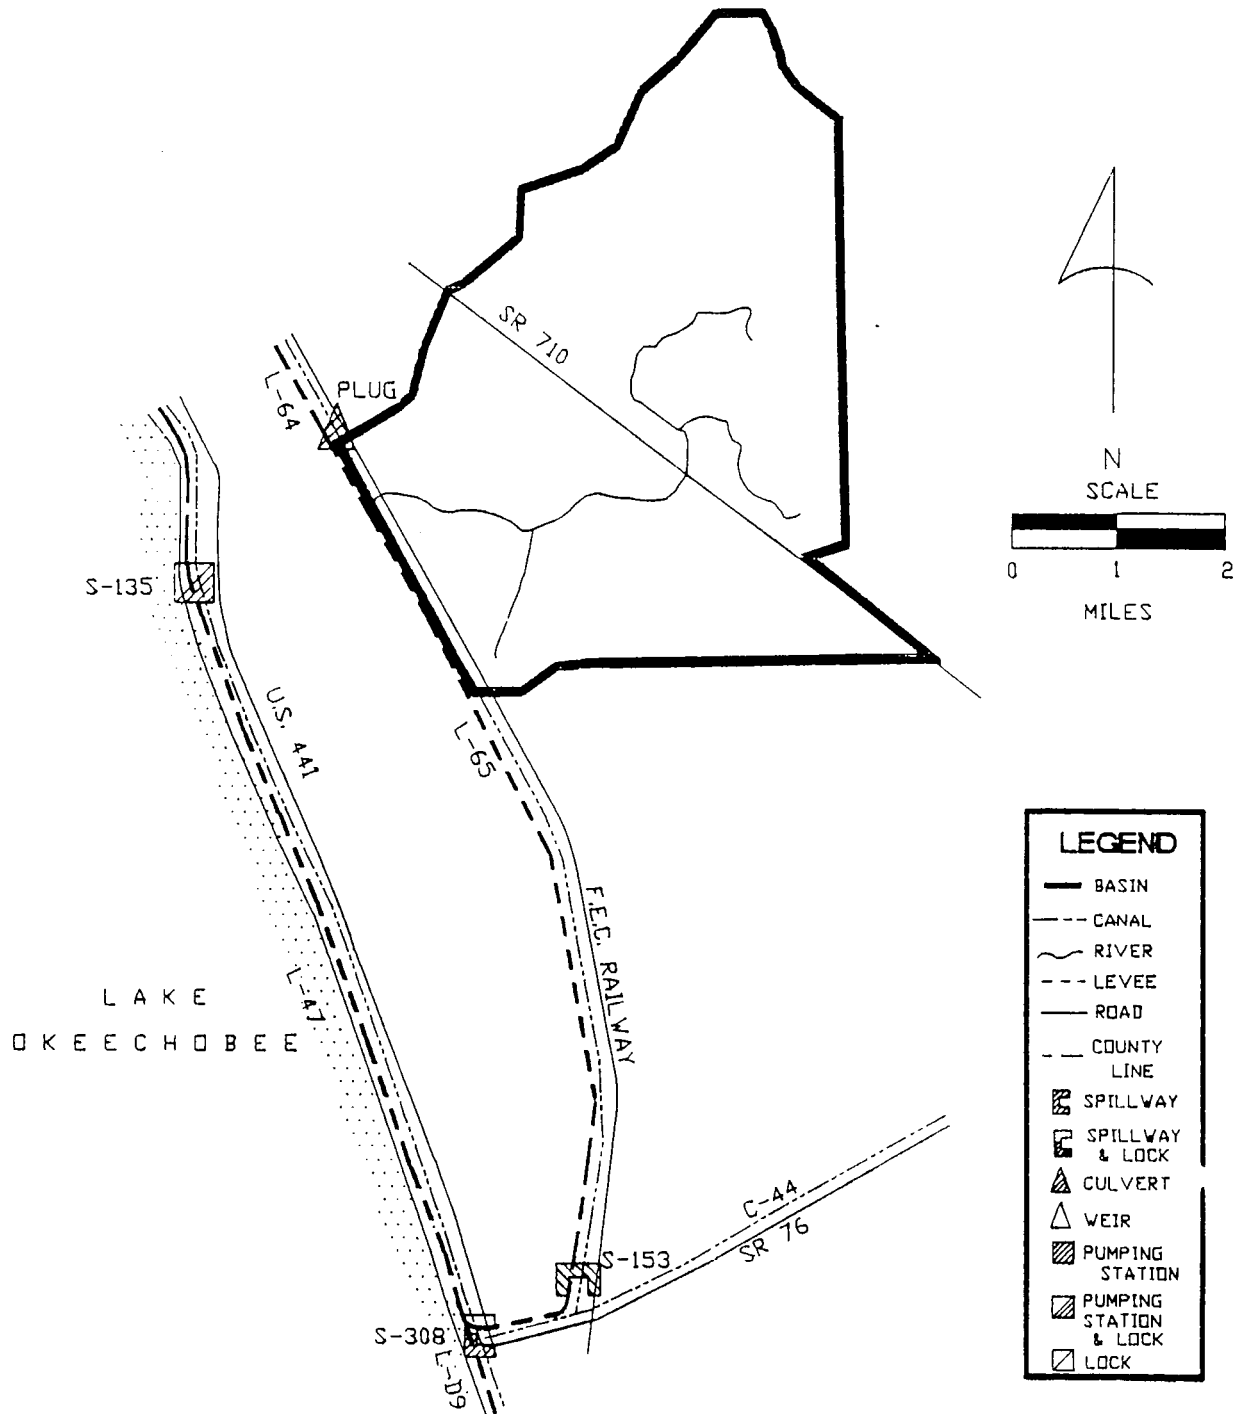 SR 710
L-64
PLUG
N
SCALE
0 1 2
MILES
S-135
U.S. 441
L-65
F.E.C. RAILWAY
LAKE
OKEECHOBEE
L-47
C-44
SR 76
S-153
S-308
L-D9
LEGEND
BASIN
CANAL
RIVER
LEVEE
ROAD
COUNTY
LINE
SPILLWAY
SPILLWAY
& LOCK
CULVERT
WEIR
PUMPING
STATION
PUMPING
STATION
& LOCK
LOCK